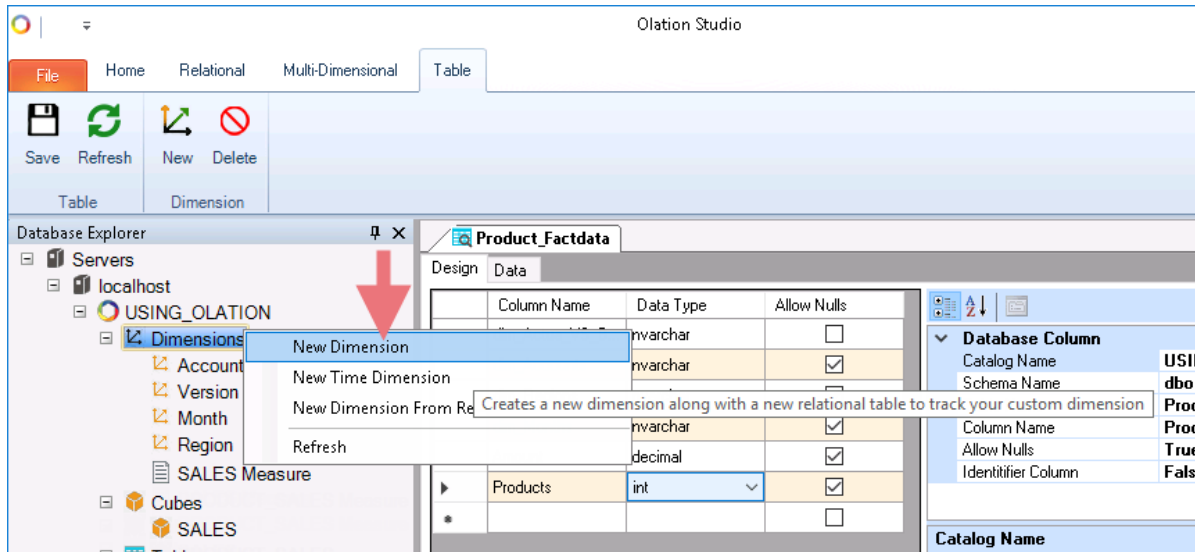 Olation Studio
File Home Relational Multi-Dimensional Table
Save Refresh New Delete
Table Dimension
Database Explorer
Product_Factdata
Servers
Design Data
localhost
Column Name Data Type Allow Nulls
USING_OLATION
nvarchar
Dimensions
New Dimension
Database Column
Account
nvarchar
Catalog Name
New Time Dimension
Version
Schema Name dbo
New Dimension From
Creates a new dimension along with a new relational table to track your custom dimension
Month
nvarchar
Column Name
Region
Refresh
decimal
Allow Nulls True
SALES Measure
Identitifier Column
Products int
Cubes
SALES
Catalog Name